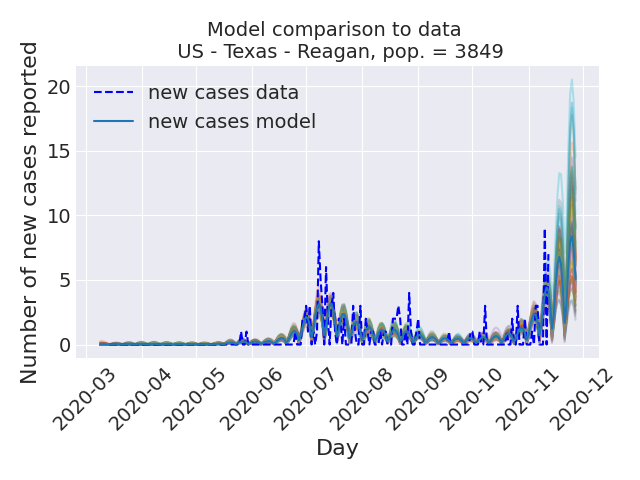 Model comparison to data
US - Texas - Reagan, pop. = 3849
Number of new cases reported
20
15
10
5
0
new cases data
new cases model
2020-03
2020-04
2020-05
2020-06
2020-07
2020-08
2020-09
2020-10
2020-11
2020-12
Day